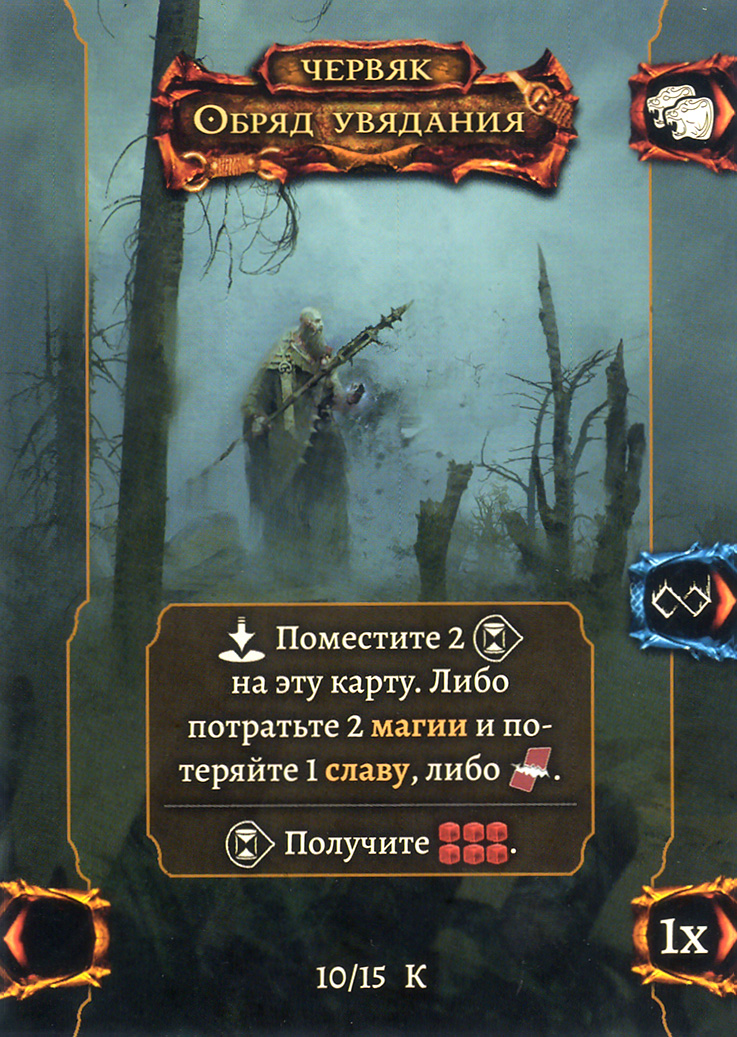 ЧЕРВЯК
ОБРЯД УВЯДАНИЯ
Поместите 2
на эту карту. Либо
потратьте 2 магии и по-
теряйте 1 славу, либо .
Получите .
1x
10/15 К